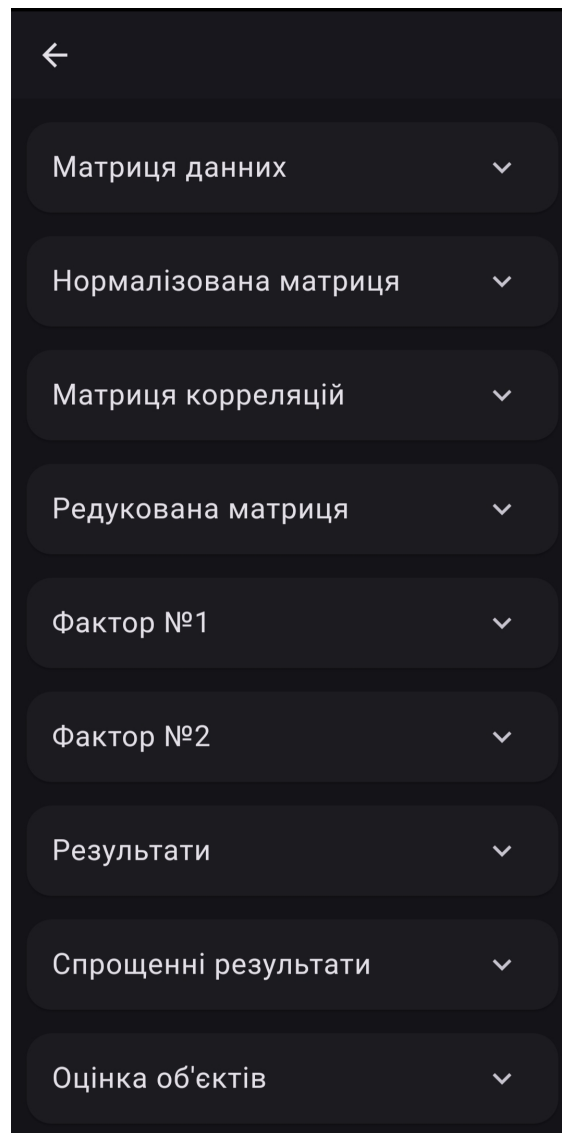 Матриця данних
Нормалізована матриця
Матриця корреляцій
Редукована матриця
Фактор №1
Фактор №2
Результати
Спрощенні результати
Оцінка об'єктів